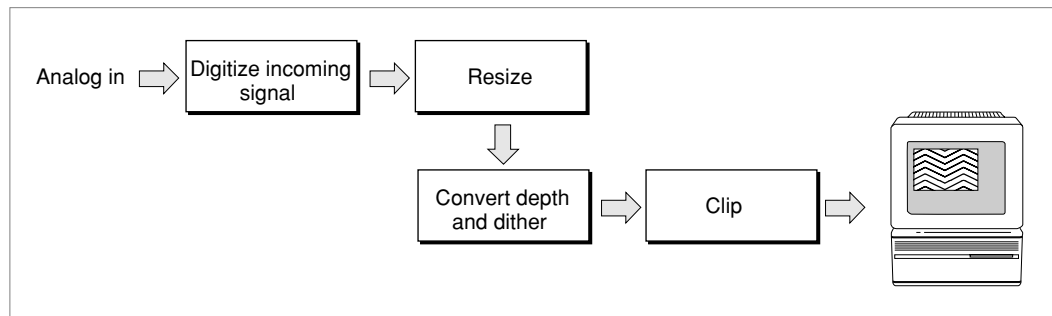 Analog in
Digitize incoming
signal
Resize
Convert depth
and dither
Clip